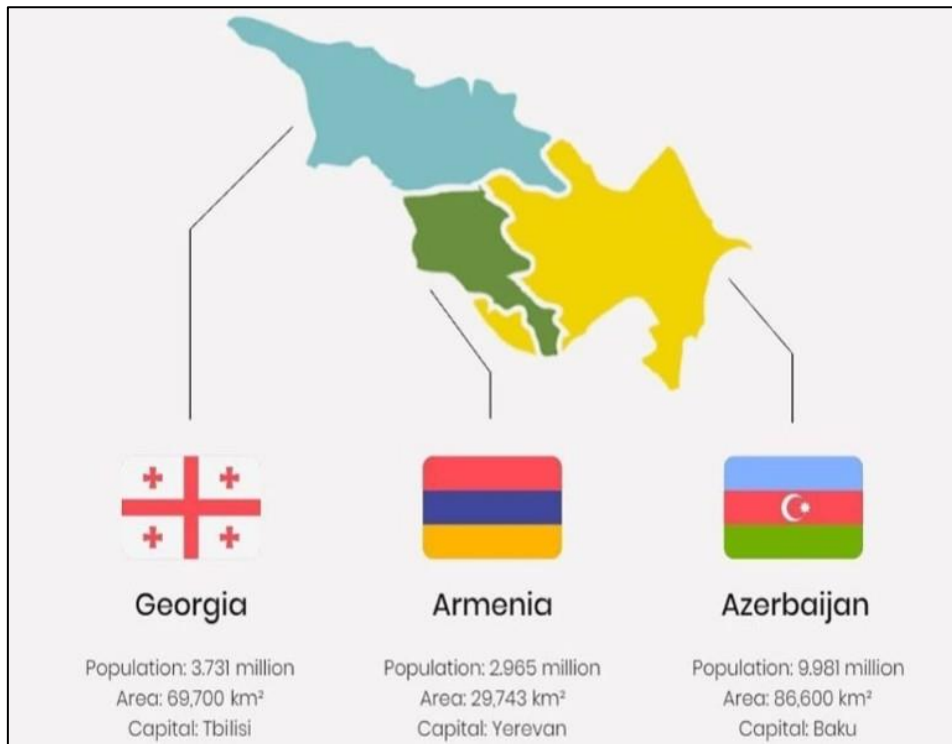 Georgia
Population: 3.731 million
Area: 69,700 km²
Capital: Tbilisi
Armenia
Population: 2.965 million
Area: 29,743 km²
Capital: Yerevan
Azerbaijan
Population: 9.981 million
Area: 86,600 km²
Capital: Baku